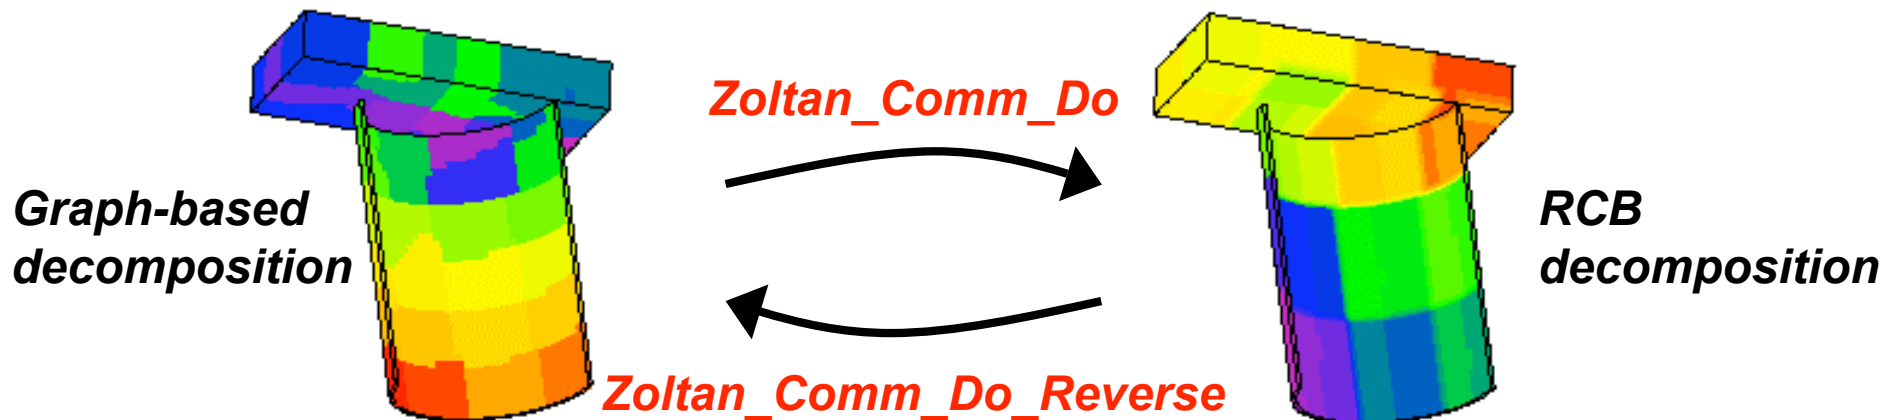 Zoltan_Comm_Do
Graph-based
decomposition
RCB
decomposition
Zoltan_Comm_Do_Reverse